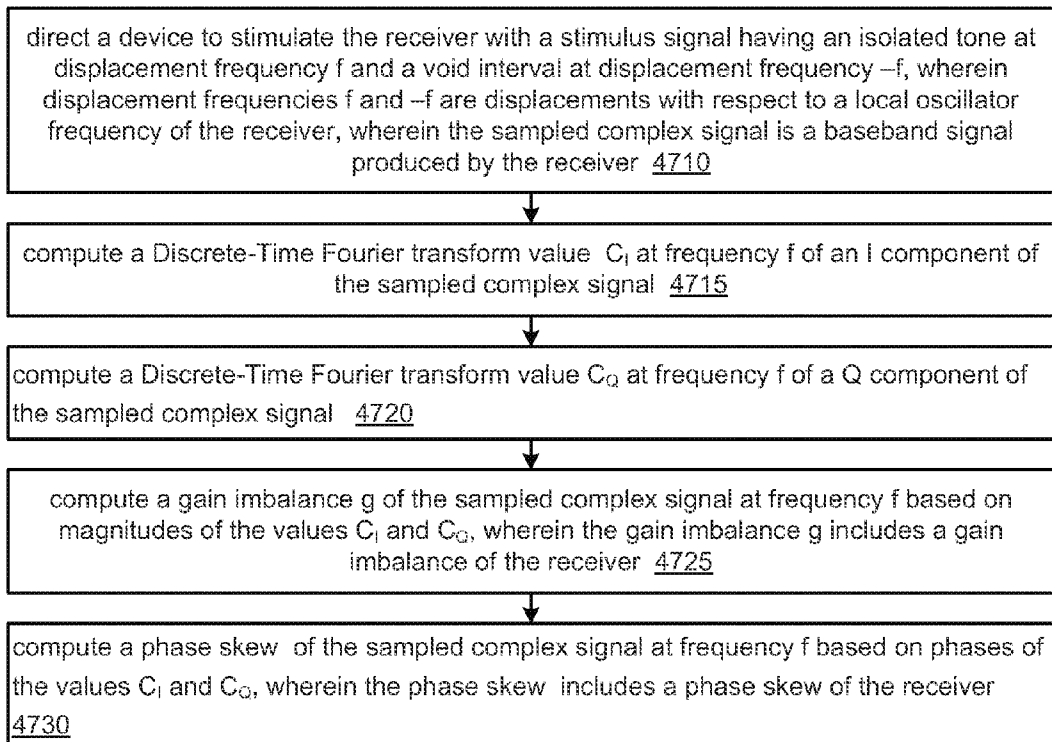 direct a device to stimulate the receiver with a stimulus signal having an isolated tone at
displacement frequency f and a void interval at displacement frequency –f, wherein
displacement frequencies f and –f are displacements with respect to a local oscillator
frequency of the receiver, wherein the sampled complex signal is a baseband signal
produced by the receiver 4710
compute a Discrete-Time Fourier transform value C_I at frequency f of an I component of
the sampled complex signal 4715
compute a Discrete-Time Fourier transform value C_Q at frequency f of a Q component of
the sampled complex signal 4720
compute a gain imbalance g of the sampled complex signal at frequency f based on
magnitudes of the values C_I and C_Q, wherein the gain imbalance g includes a gain
imbalance of the receiver 4725
compute a phase skew of the sampled complex signal at frequency f based on phases of
the values C_I and C_Q, wherein the phase skew includes a phase skew of the receiver
4730